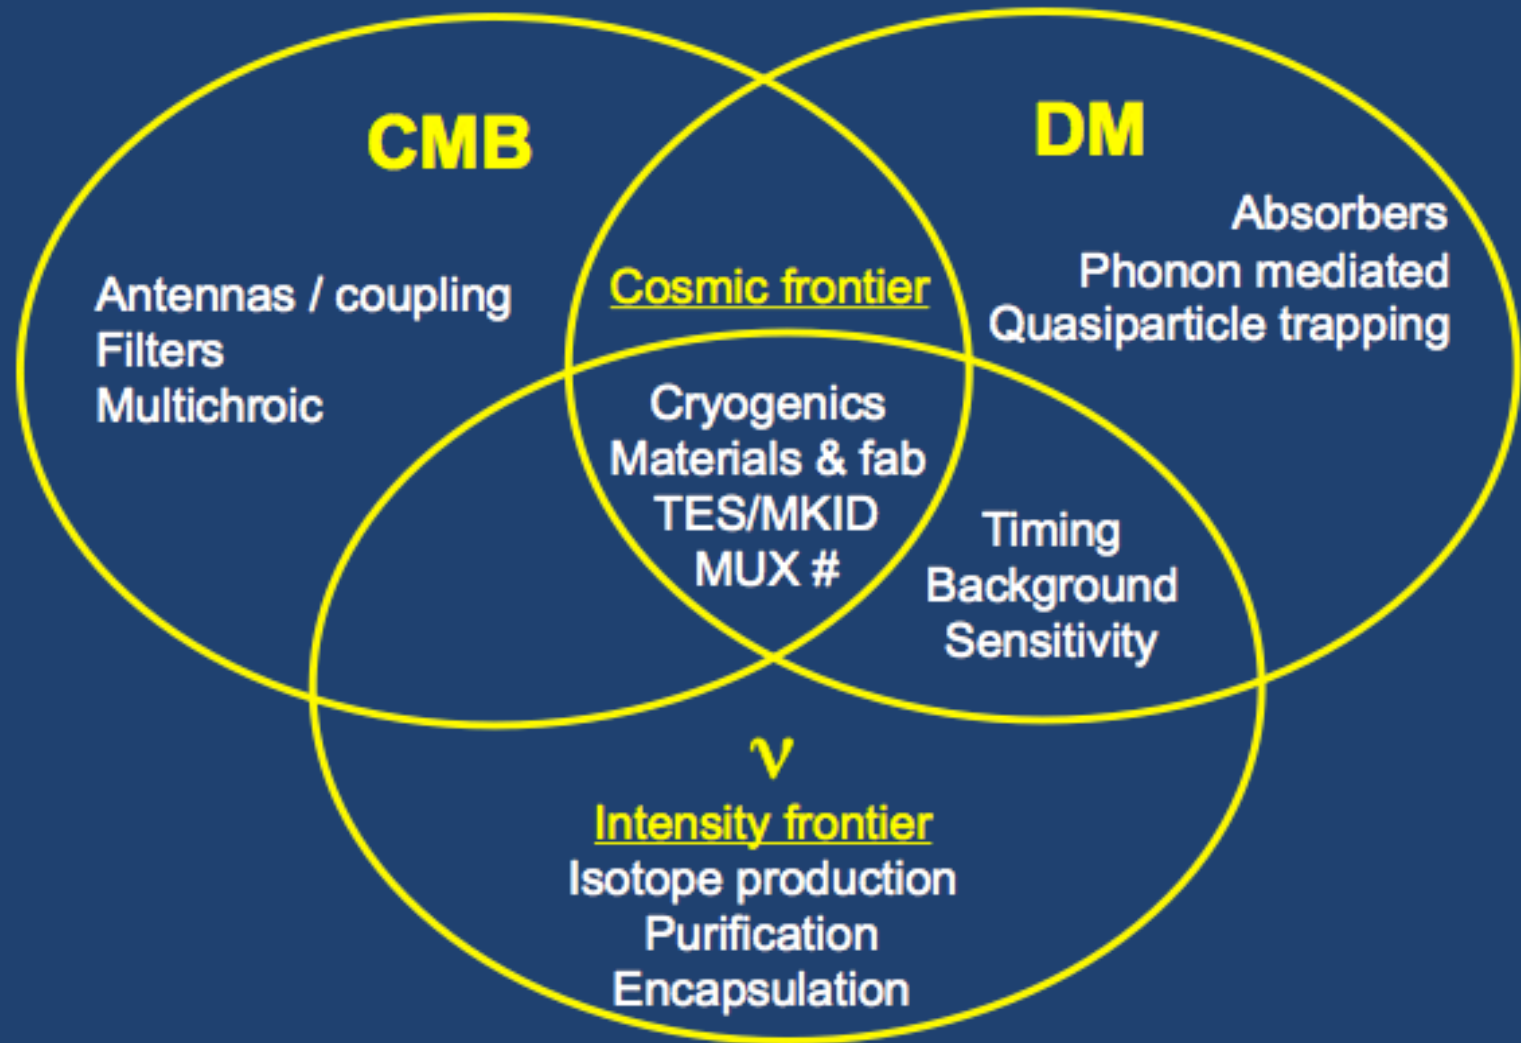 CMB
Antennas / coupling
Filters
Multichroic
DM
Absorbers
Phonon mediated
Quasiparticle trapping
Cosmic frontier
Cryogenics
Materials & fab
TES/MKID
MUX #
Timing
Background
Sensitivity
ν
Intensity frontier
Isotope production
Purification
Encapsulation